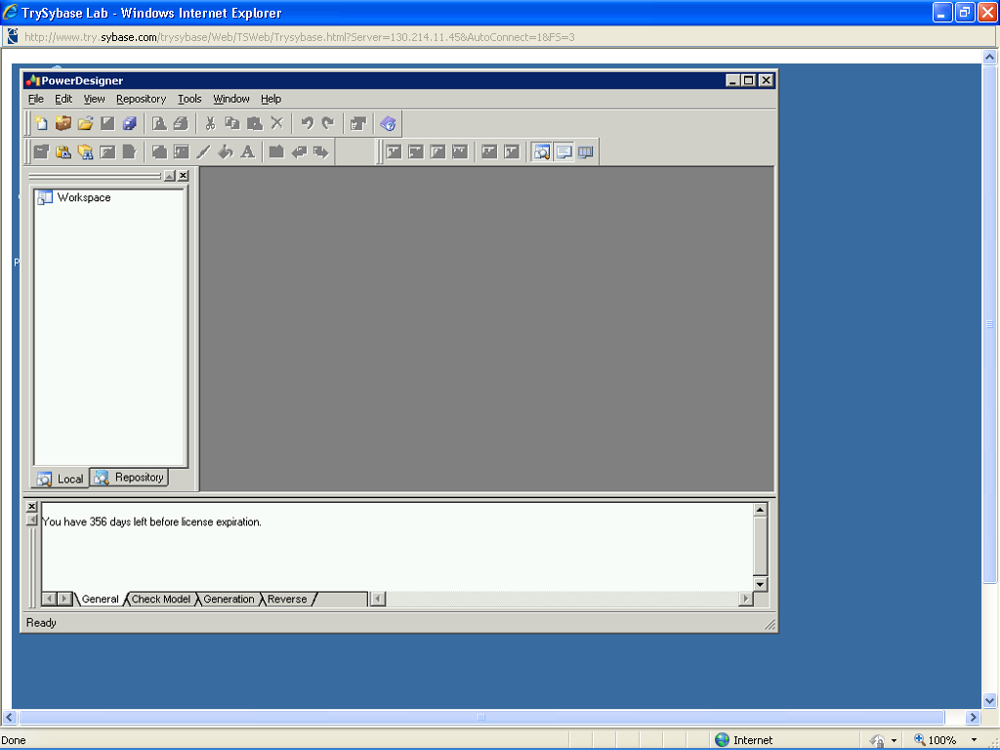 TrySybase Lab - Windows Internet Explorer
http://www.try.sybase.com/trysybase/Web/TSWeb/Trysybase.html?Server=130.214.11.45&AutoConnect=1&FS=3
PowerDesigner
File Edit View Repository Tools Window Help
Workspace
P
Local Repository
You have 356 days left before license expiration.
General Check Model Generation Reverse
Ready
Done Internet 100%